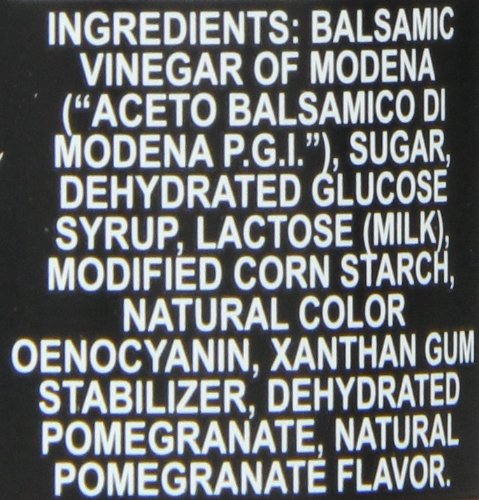 INGREDIENTS: BALSAMIC
VINEGAR OF MODENA
(“ACETO BALSAMICO DI
MODENA P.G.I.”), SUGAR,
DEHYDRATED GLUCOSE
SYRUP, LACTOSE (MILK),
MODIFIED CORN STARCH,
NATURAL COLOR
OENOCYANIN, XANTHAN GUM
STABILIZER, DEHYDRATED
POMEGRANATE, NATURAL
POMEGRANATE FLAVOR.